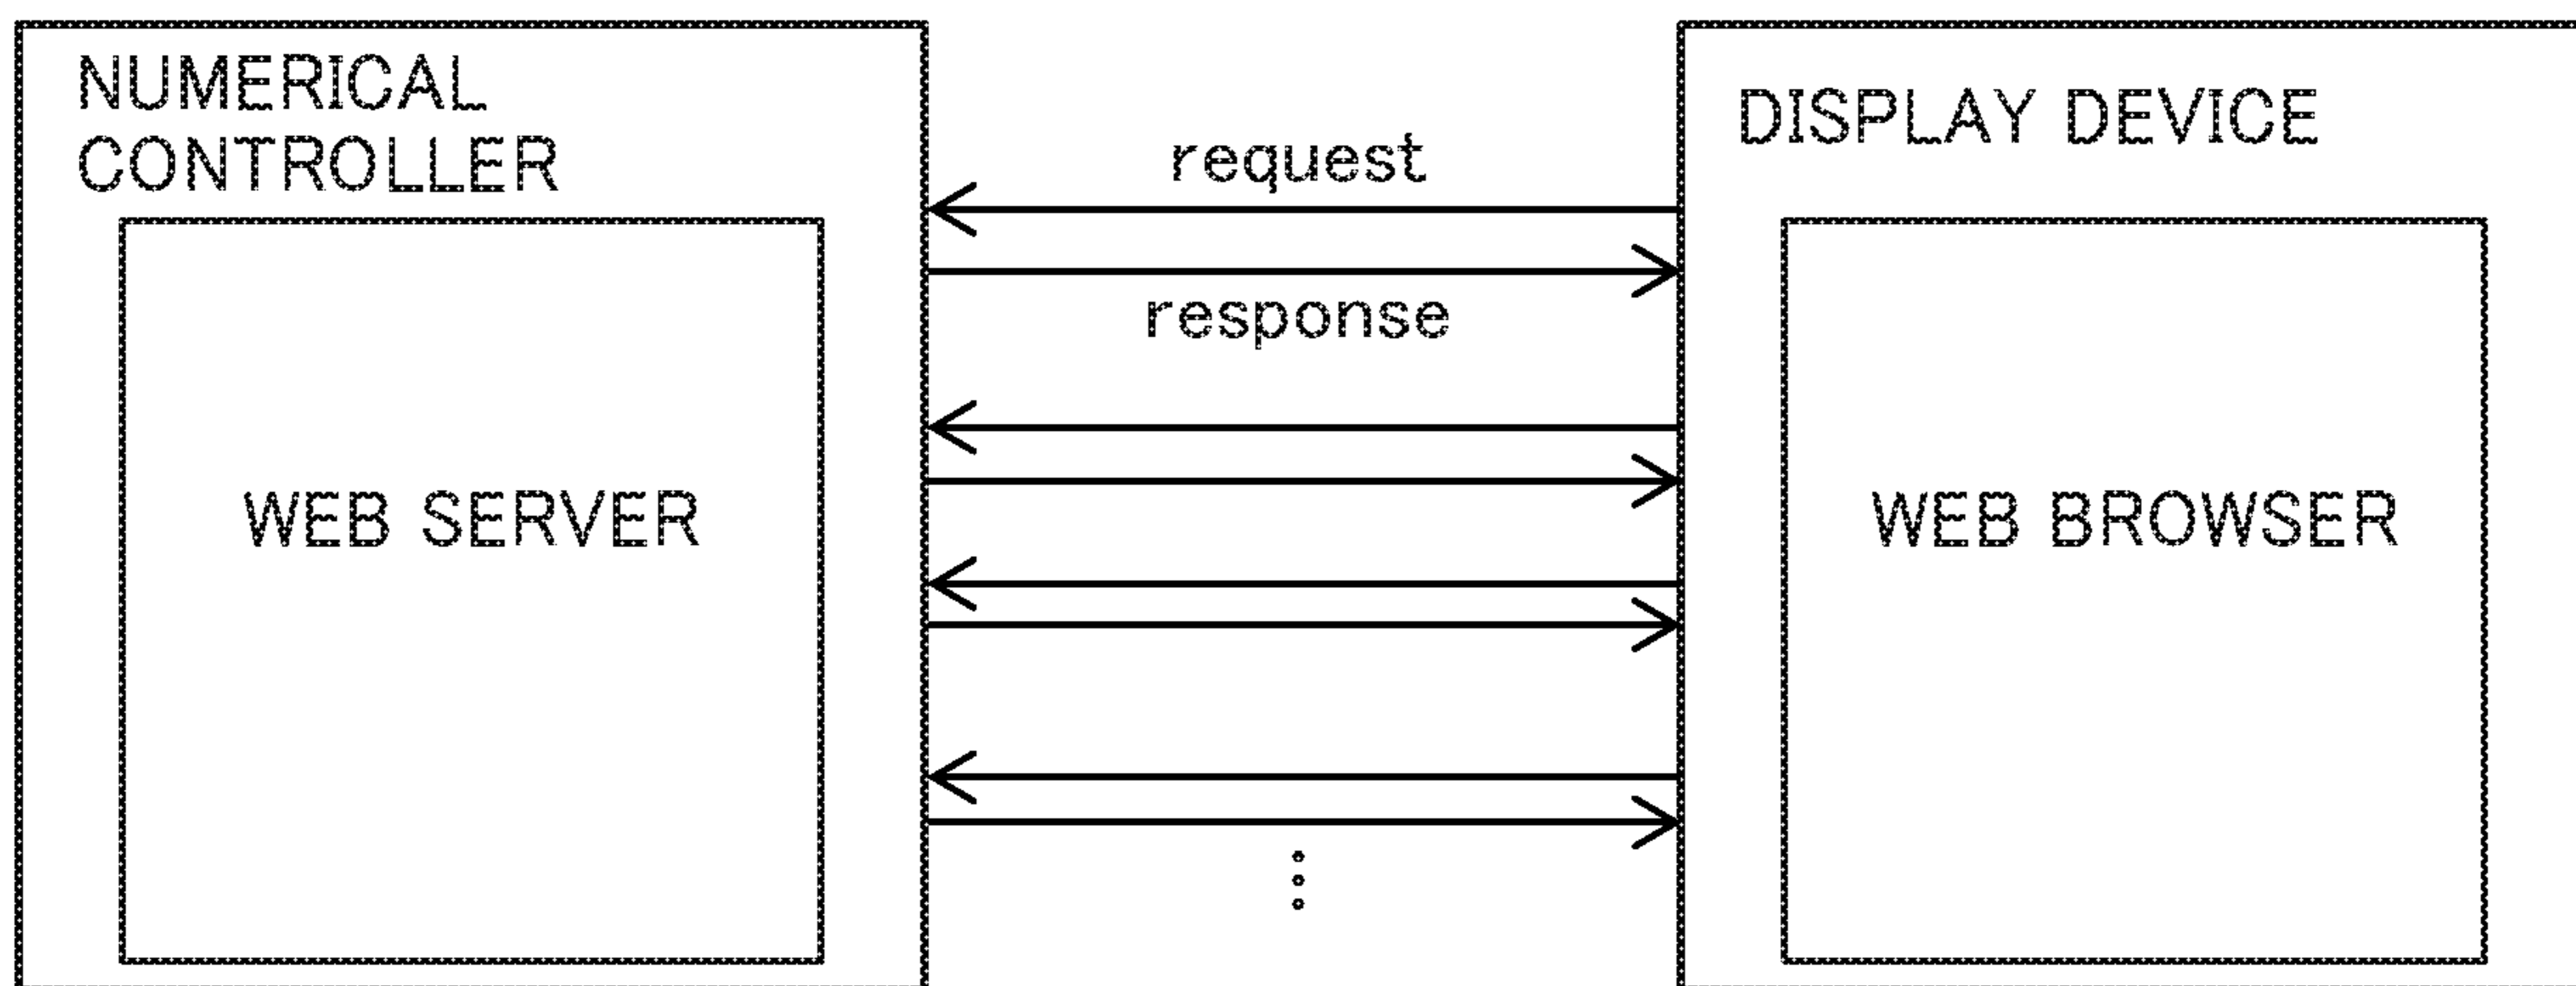 NUMERICAL
CONTROLLER
WEB SERVER
request
response
DISPLAY DEVICE
WEB BROWSER